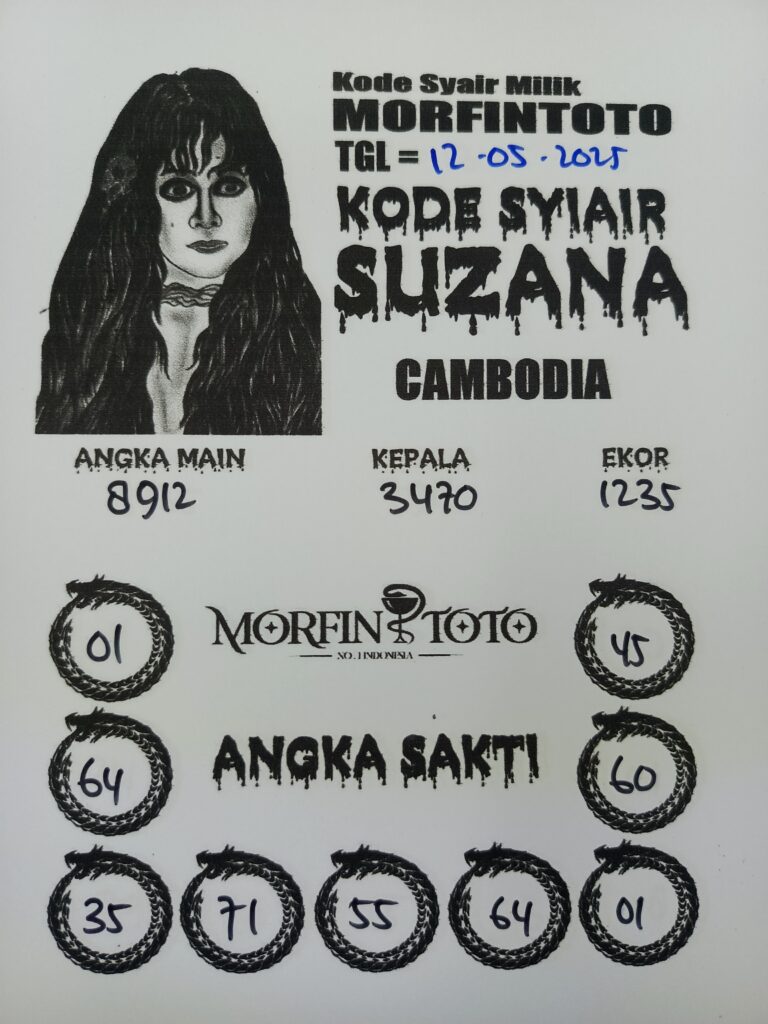 Kode Syair Milik
MORFINTOTO
TGL = 12-05-2025
KODE SYIAIR
SUZANA
CAMBODIA
ANGKA MAIN KEPALA EKOR
8912 3470 1235
01 MORFIN TOTO 45
NO.1 INDONESIA
64 ANGKA SAKTI 60
35 71 55 64 01